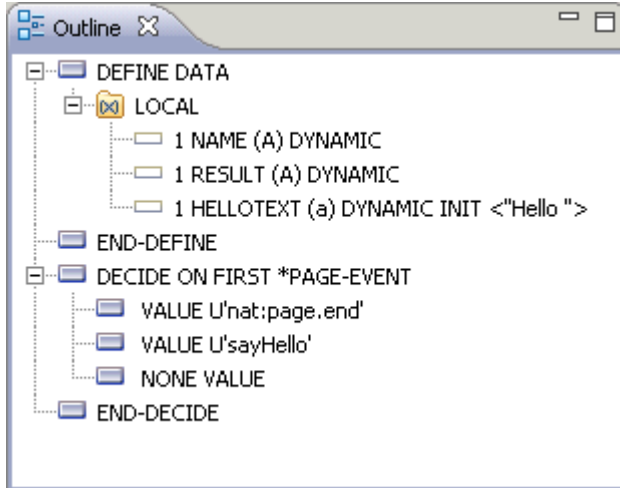 Outline
DEFINE DATA
LOCAL
1 NAME (A) DYNAMIC
1 RESULT (A) DYNAMIC
1 HELLOTEXT (a) DYNAMIC INIT <"Hello ">
END-DEFINE
DECIDE ON FIRST *PAGE-EVENT
VALUE U'nat:page.end'
VALUE U'sayHello'
NONE VALUE
END-DECIDE